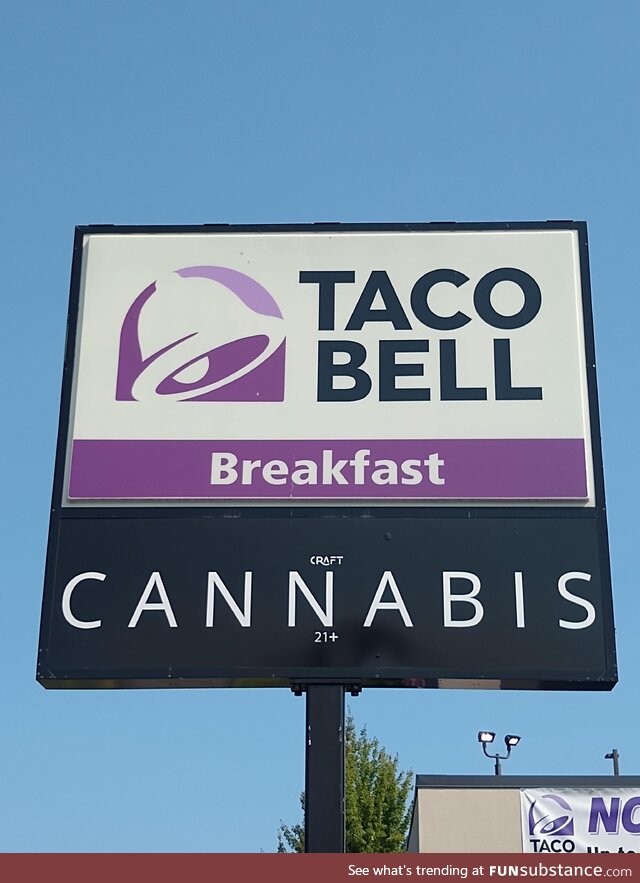 TACO
BELL
Breakfast
CRAFT
CANNABIS
21+
TACO
See what's trending at FUNsubstance.com